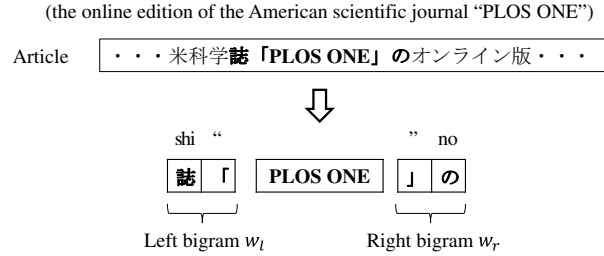 (the online edition of the American scientific journal “PLOS ONE”)
Article ・・・米科学誌「PLOS ONE」のオンライン版・・・
shi “ ” no
誌 「 PLOS ONE 」 の
Left bigram w_l Right bigram w_r